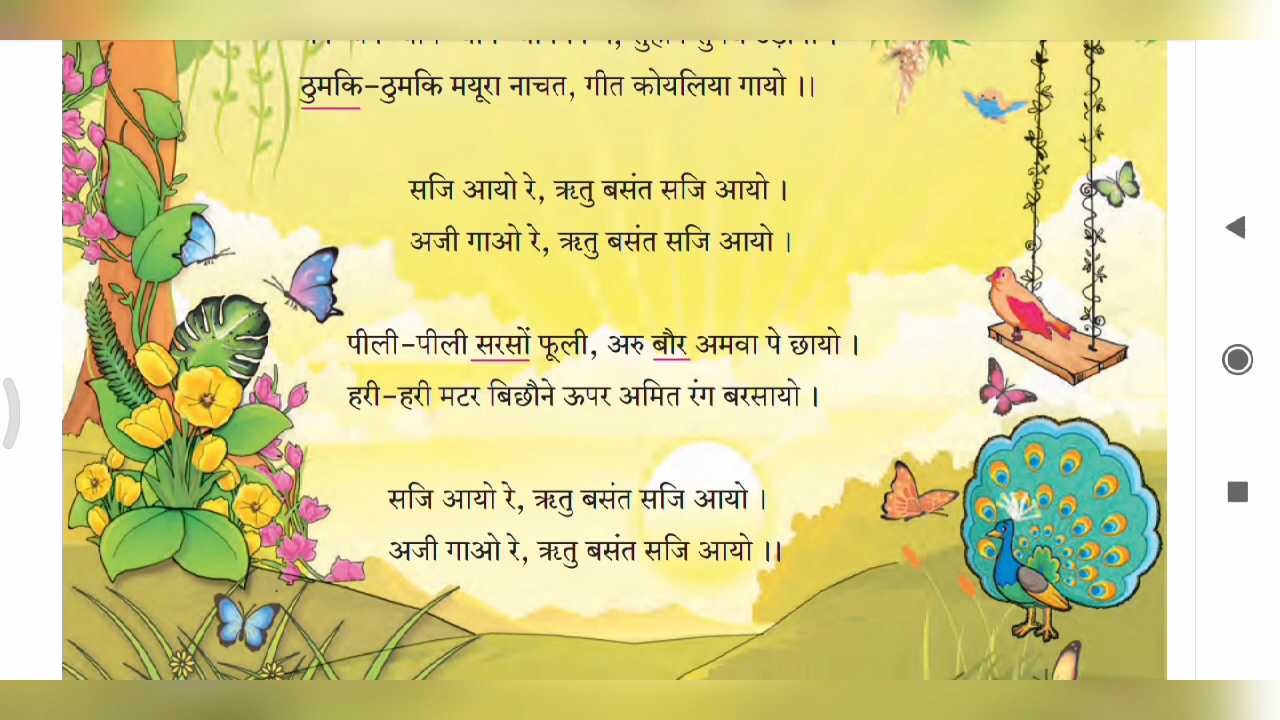 ठुमकि-ठुमकि मयूरा नाचत, गीत कोयलिया गायो ।।
सजि आयो रे, ऋतु बसंत सजि आयो ।
अजी गाओ रे, ऋतु बसंत सजि आयो ।
पीली-पीली सरसों फूली, अरु बौर अमवा पे छायो ।
हरी-हरी मटर बिछौने ऊपर अमित रंग बरसायो ।
सजि आयो रे, ऋतु बसंत सजि आयो ।
अजी गाओ रे, ऋतु बसंत सजि आयो ।।